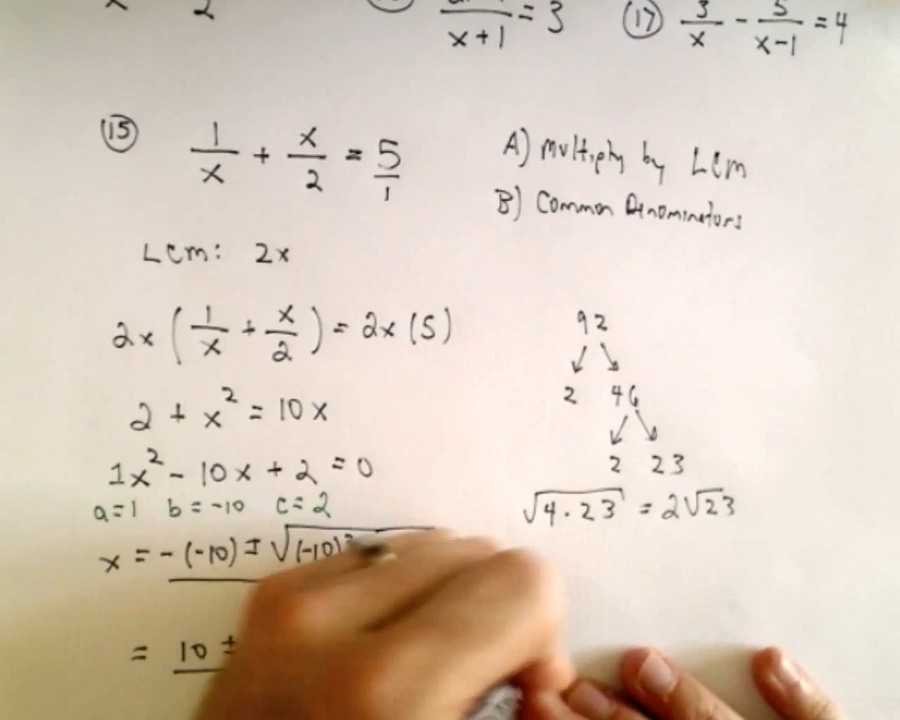 2
x+1 = 3
(17) 3/x - 5/(x-1) = 4
(15) 1/x + x/2 = 5/1
A) Multiply by LCM
B) Common Denominators
LCM: 2x
2x (1/x + x/2) = 2x (5)
2 + x² = 10x
1x² - 10x + 2 = 0
a=1 b=-10 c=2
x = -(-10) ± √(-10)²
= 10 ±
92
2 46
2 23
√4·23 = 2√23